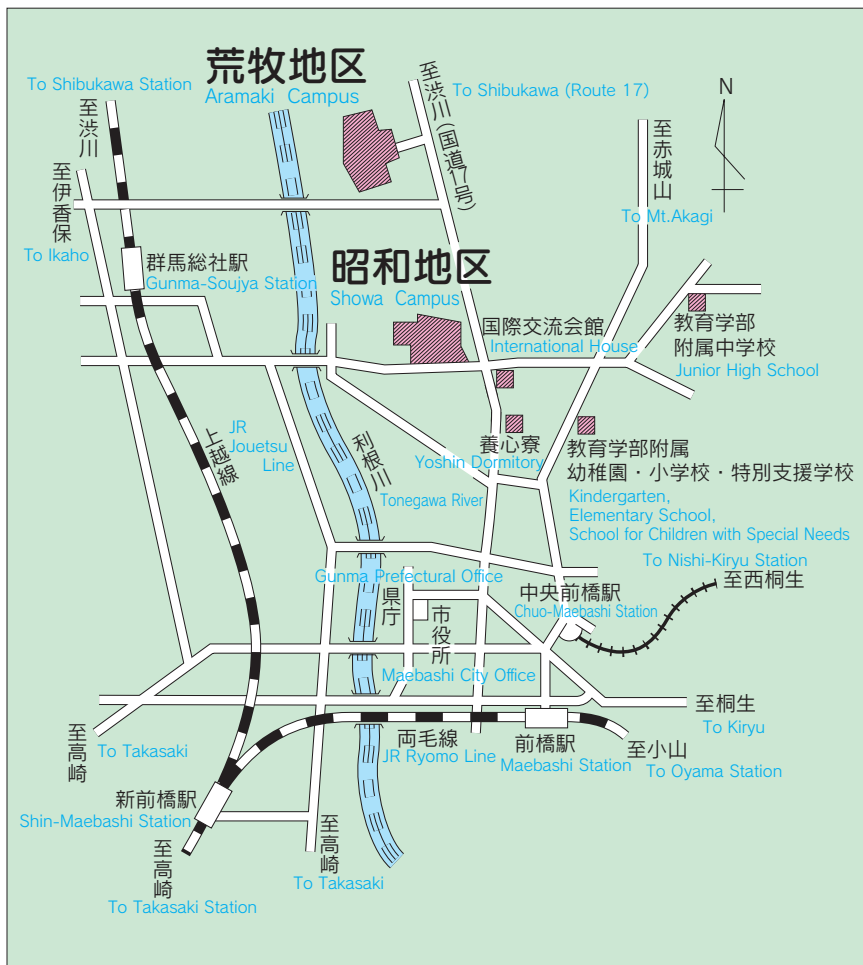 荒牧地区
Aramaki Campus
To Shibukawa Station
至渋川
至渋川(国道17号)
To Shibukawa (Route 17)
N
至赤城山
To Mt.Akagi
至伊香保
To Ikaho
群馬総社駅
Gunma-Soujya Station
昭和地区
Showa Campus
国際交流会館
International House
教育学部
附属中学校
Junior High School
上越線
JR
Jouetsu
Line
利根川
Tonegawa River
養心寮
Yoshin Dormitory
教育学部附属
幼稚園・小学校・特別支援学校
Kindergarten,
Elementary School,
School for Children with Special Needs
To Nishi-Kiryu Station
至西桐生
Gunma Prefectural Office
県庁
市役所
Maebashi City Office
中央前橋駅
Chuo-Maebashi Station
至桐生
To Kiryu
至高崎
To Takasaki
両毛線
JR Ryomo Line
前橋駅
Maebashi Station
至小山
To Oyama Station
新前橋駅
Shin-Maebashi Station
至高崎
To Takasaki Station
至高崎
To Takasaki